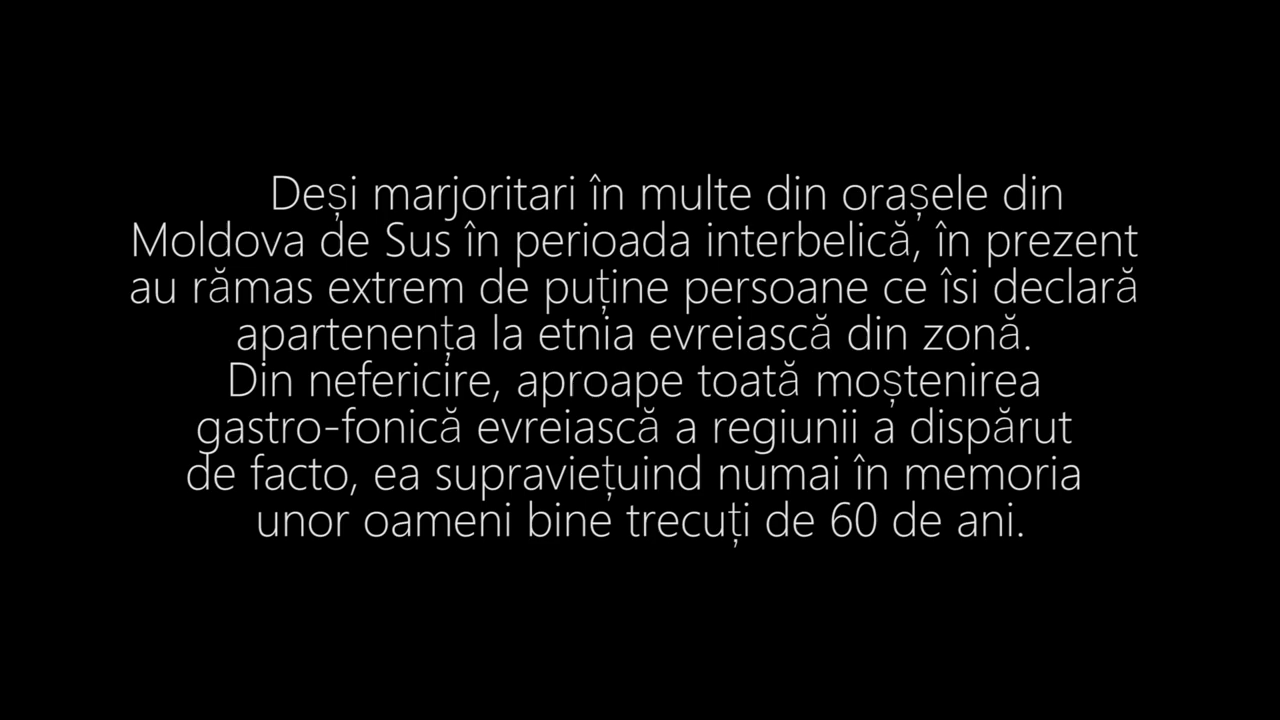 Deși marjoritari în multe din orașele din
Moldova de Sus în perioada interbelică, în prezent
au rămas extrem de puține persoane ce îsi declară
apartenența la etnia evreiască din zonă.
Din nefericire, aproape toată moștenirea
gastro-fonică evreiască a regiunii a dispărut
de facto, ea supraviețuind numai în memoria
unor oameni bine trecuți de 60 de ani.